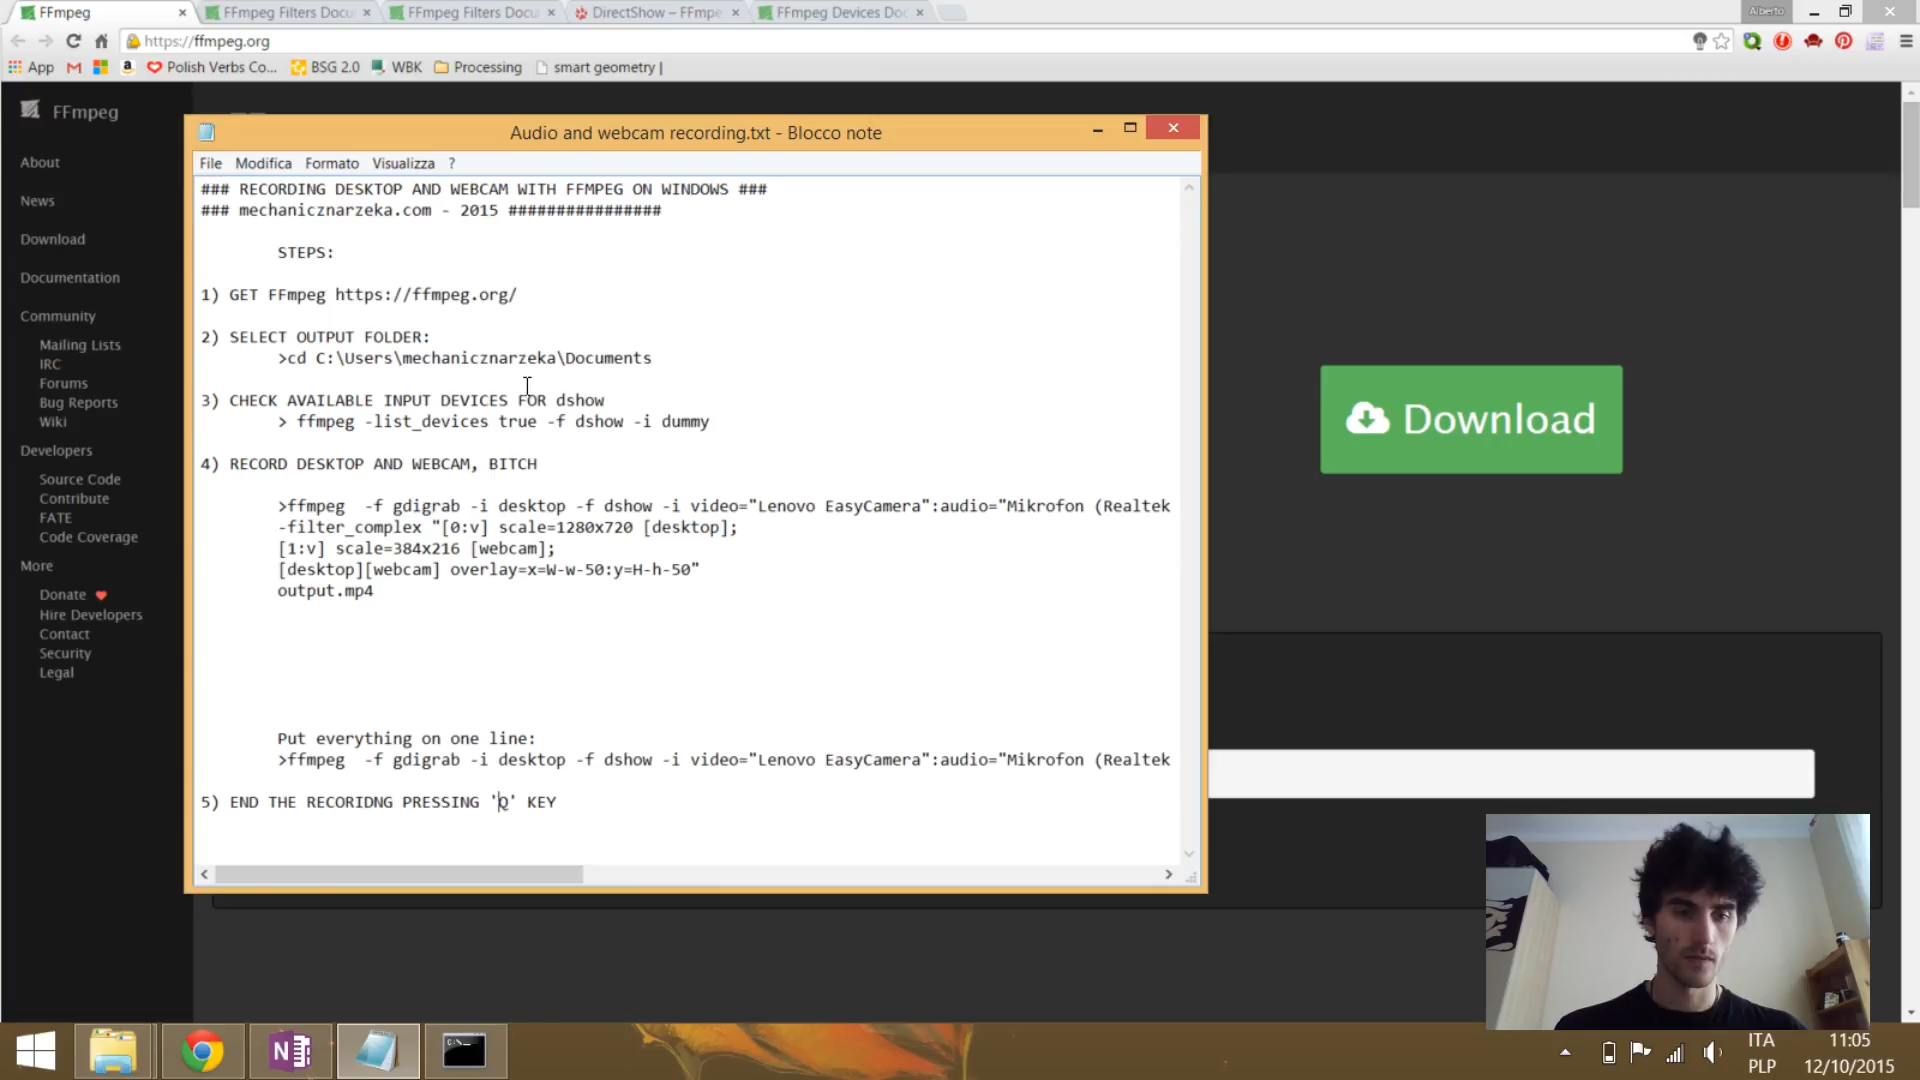 FFmpeg
FFmpeg Filters Docu
FFmpeg Filters Docu
DirectShow – FFmpe
FFmpeg Devices Doc
Alberto
https://ffmpeg.org
App
Polish Verbs Co...
BSG 2.0
WBK
Processing
smart geometry |
FFmpeg
About
News
Download
Documentation
Community
Mailing Lists
IRC
Forums
Bug Reports
Wiki
Developers
Source Code
Contribute
FATE
Code Coverage
More
Donate
Hire Developers
Contact
Security
Legal
Audio and webcam recording.txt - Blocco note
File Modifica Formato Visualizza ?
### RECORDING DESKTOP AND WEBCAM WITH FFMPEG ON WINDOWS ###
### mechanicznarzeka.com - 2015 ################
STEPS:
1) GET FFmpeg https://ffmpeg.org/
2) SELECT OUTPUT FOLDER:
>cd C:\Users\mechanicznarzeka\Documents
3) CHECK AVAILABLE INPUT DEVICES FOR dshow
> ffmpeg -list_devices true -f dshow -i dummy
4) RECORD DESKTOP AND WEBCAM, BITCH
>ffmpeg  -f gdigrab -i desktop -f dshow -i video="Lenovo EasyCamera":audio="Mikrofon (Realtek
-filter_complex "[0:v] scale=1280x720 [desktop];
[1:v] scale=384x216 [webcam];
[desktop][webcam] overlay=x=W-w-50:y=H-h-50"
output.mp4
Put everything on one line:
>ffmpeg  -f gdigrab -i desktop -f dshow -i video="Lenovo EasyCamera":audio="Mikrofon (Realtek
5) END THE RECORIDNG PRESSING 'Q' KEY
Download
ITA
PLP
11:05
12/10/2015